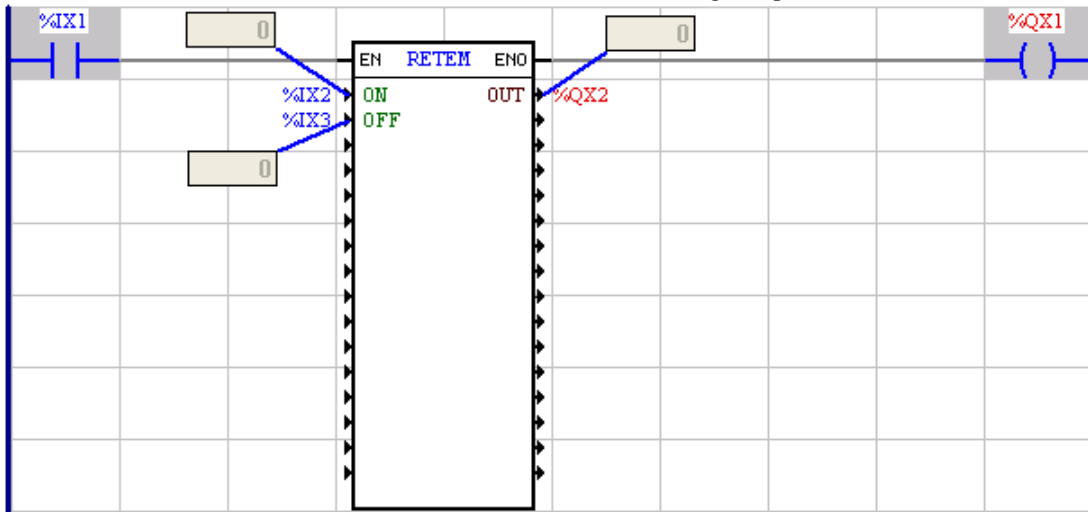 %IX1
0
0
%QX1
EN RETEM ENO
%IX2 ON OUT %QX2
%IX3 OFF
0